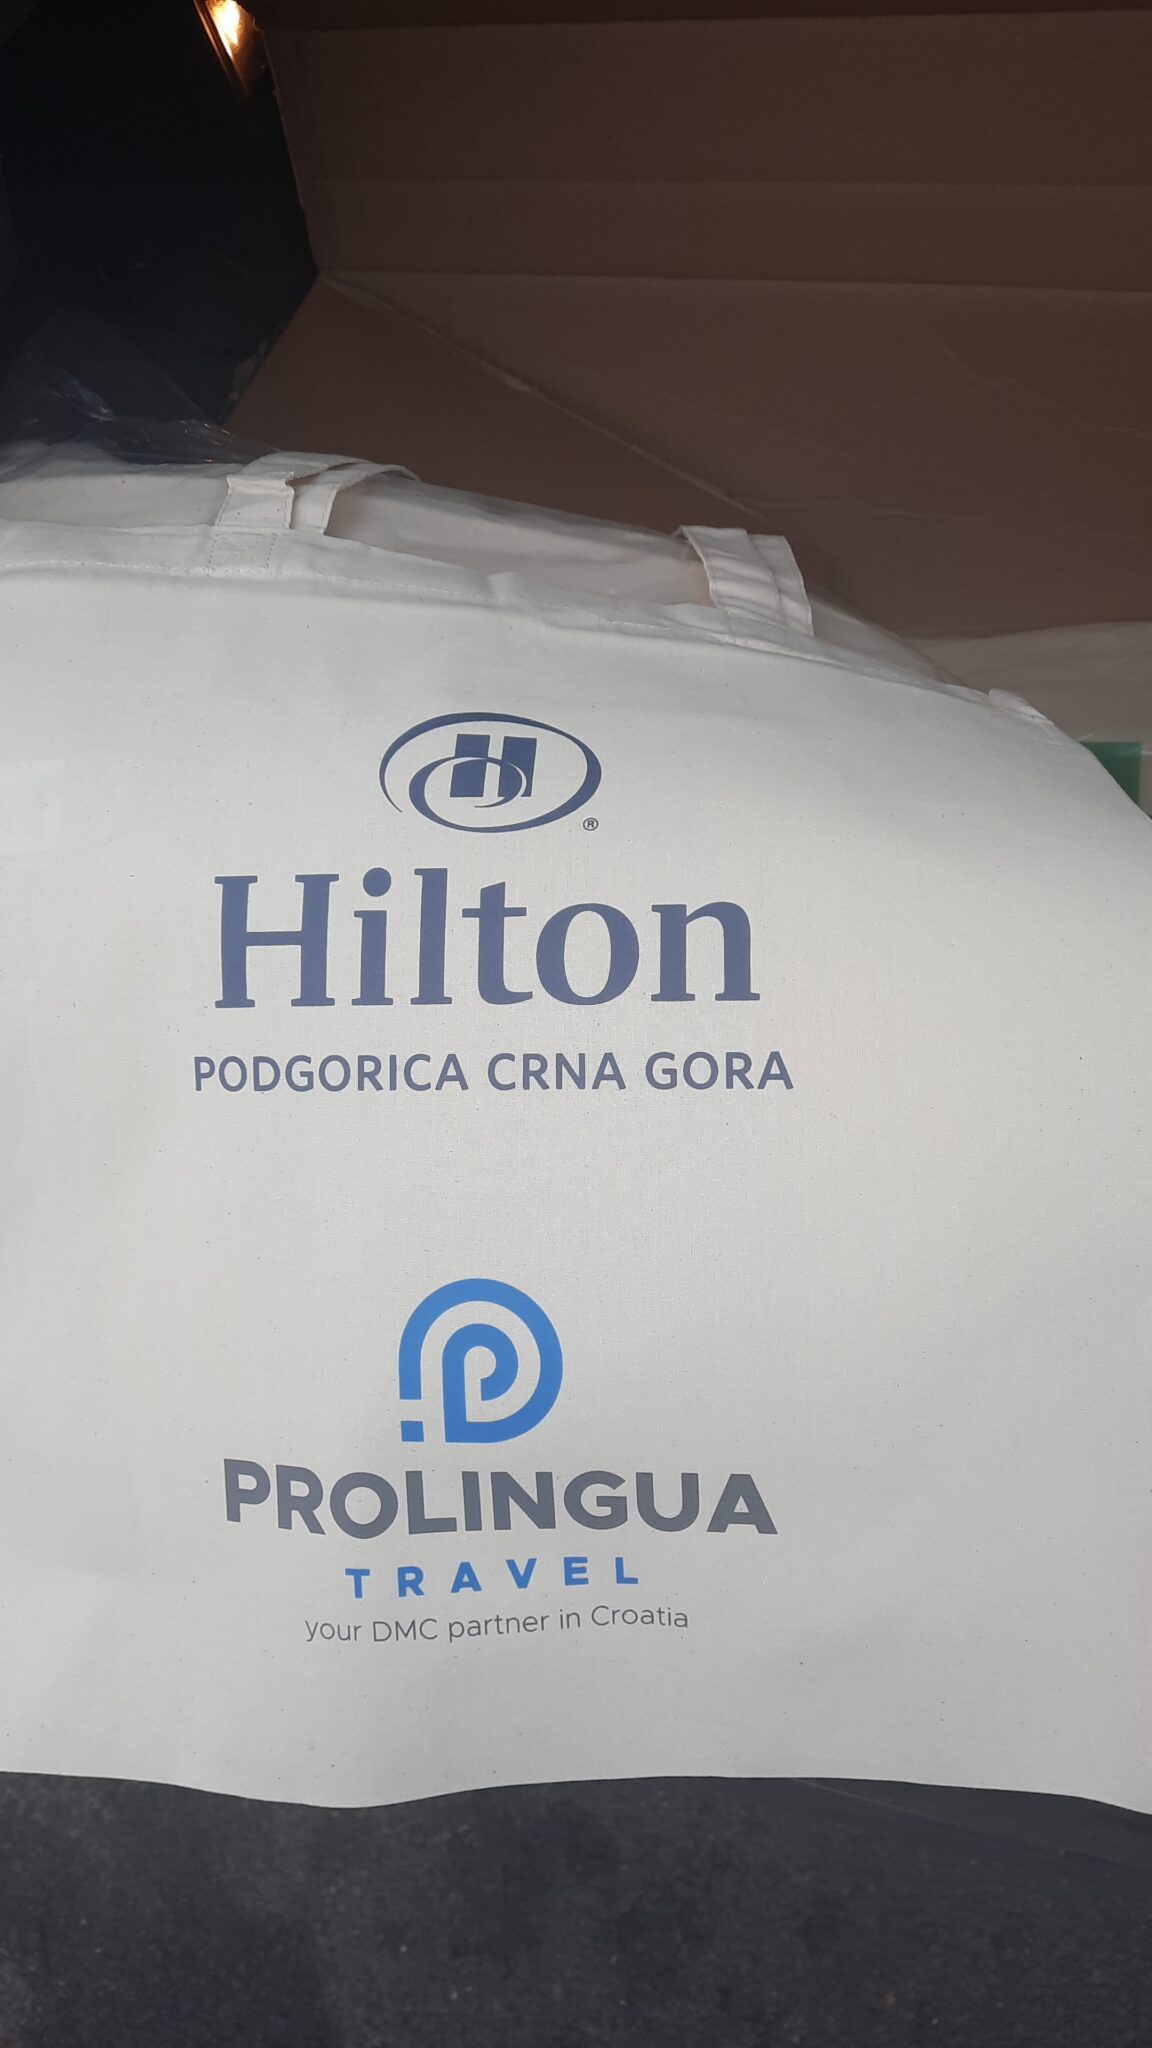 H
®
Hilton
PODGORICA CRNA GORA
PROLINGUA
TRAVEL
your DMC partner in Croatia